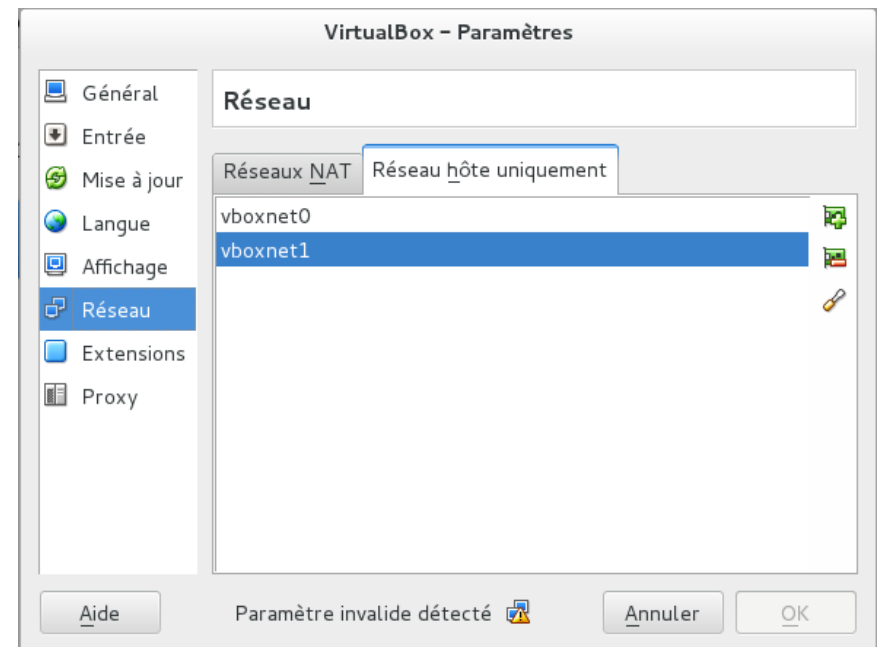 VirtualBox – Paramètres
Général
Entrée
Mise à jour
Langue
Affichage
Réseau
Extensions
Proxy
Réseau
Réseaux NAT
Réseau hôte uniquement
vboxnet0
vboxnet1
Aide
Paramètre invalide détecté
Annuler
OK